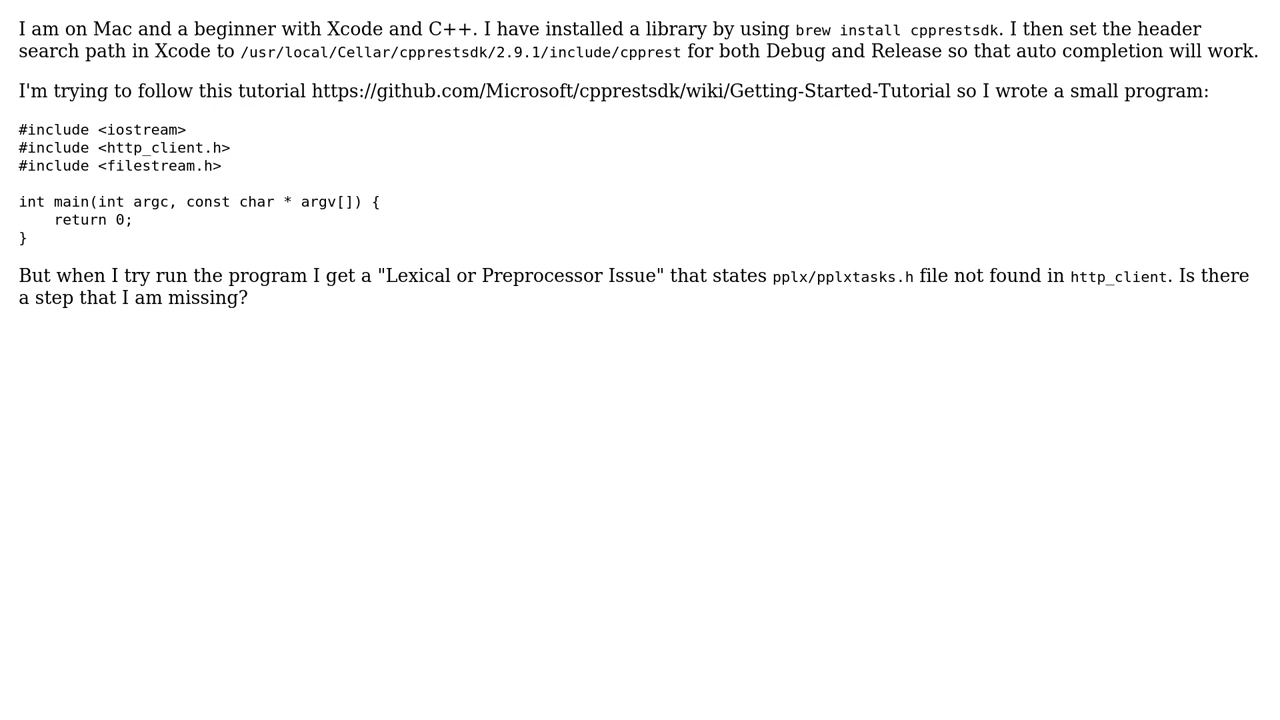 I am on Mac and a beginner with Xcode and C++. I have installed a library by using brew install cpprestsdk. I then set the header
search path in Xcode to /usr/local/Cellar/cpprestsdk/2.9.1/include/cpprest for both Debug and Release so that auto completion will work.
I'm trying to follow this tutorial https://github.com/Microsoft/cpprestsdk/wiki/Getting-Started-Tutorial so I wrote a small program:
#include <iostream>
#include <http_client.h>
#include <filestream.h>
int main(int argc, const char * argv[]) {
    return 0;
}
But when I try run the program I get a "Lexical or Preprocessor Issue" that states pplx/pplxtasks.h file not found in http_client. Is there
a step that I am missing?